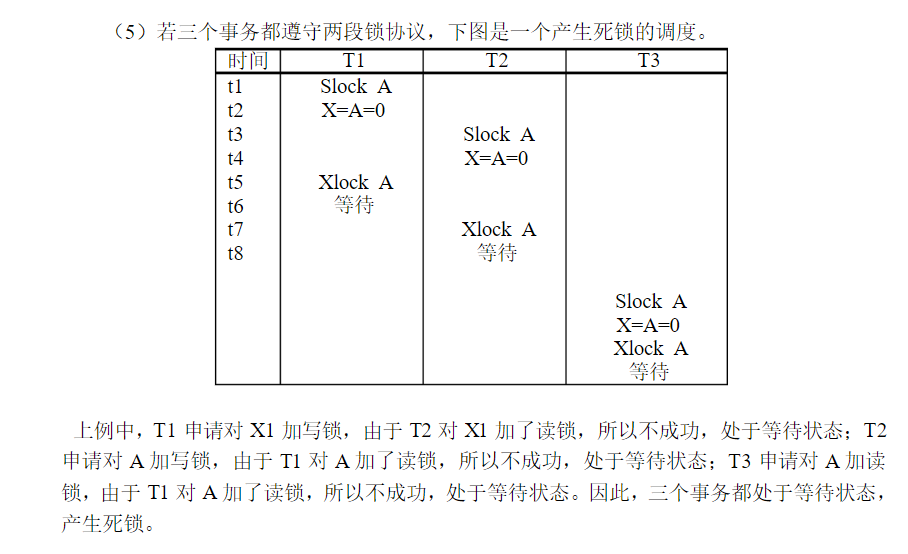 （5）若三个事务都遵守两段锁协议，下图是一个产生死锁的调度。
时间 T1 T2 T3
t1 Slock A
t2 X=A=0
t3 Slock A
t4 X=A=0
t5 Xlock A
t6 等待
t7 Xlock A
t8 等待
Slock A
X=A=0
Xlock A
等待
上例中，T1 申请对 X1 加写锁，由于 T2 对 X1 加了读锁，所以不成功，处于等待状态；T2
申请对 A 加写锁，由于 T1 对 A 加了读锁，所以不成功，处于等待状态；T3 申请对 A 加读
锁，由于 T1 对 A 加了读锁，所以不成功，处于等待状态。因此，三个事务都处于等待状态，
产生死锁。